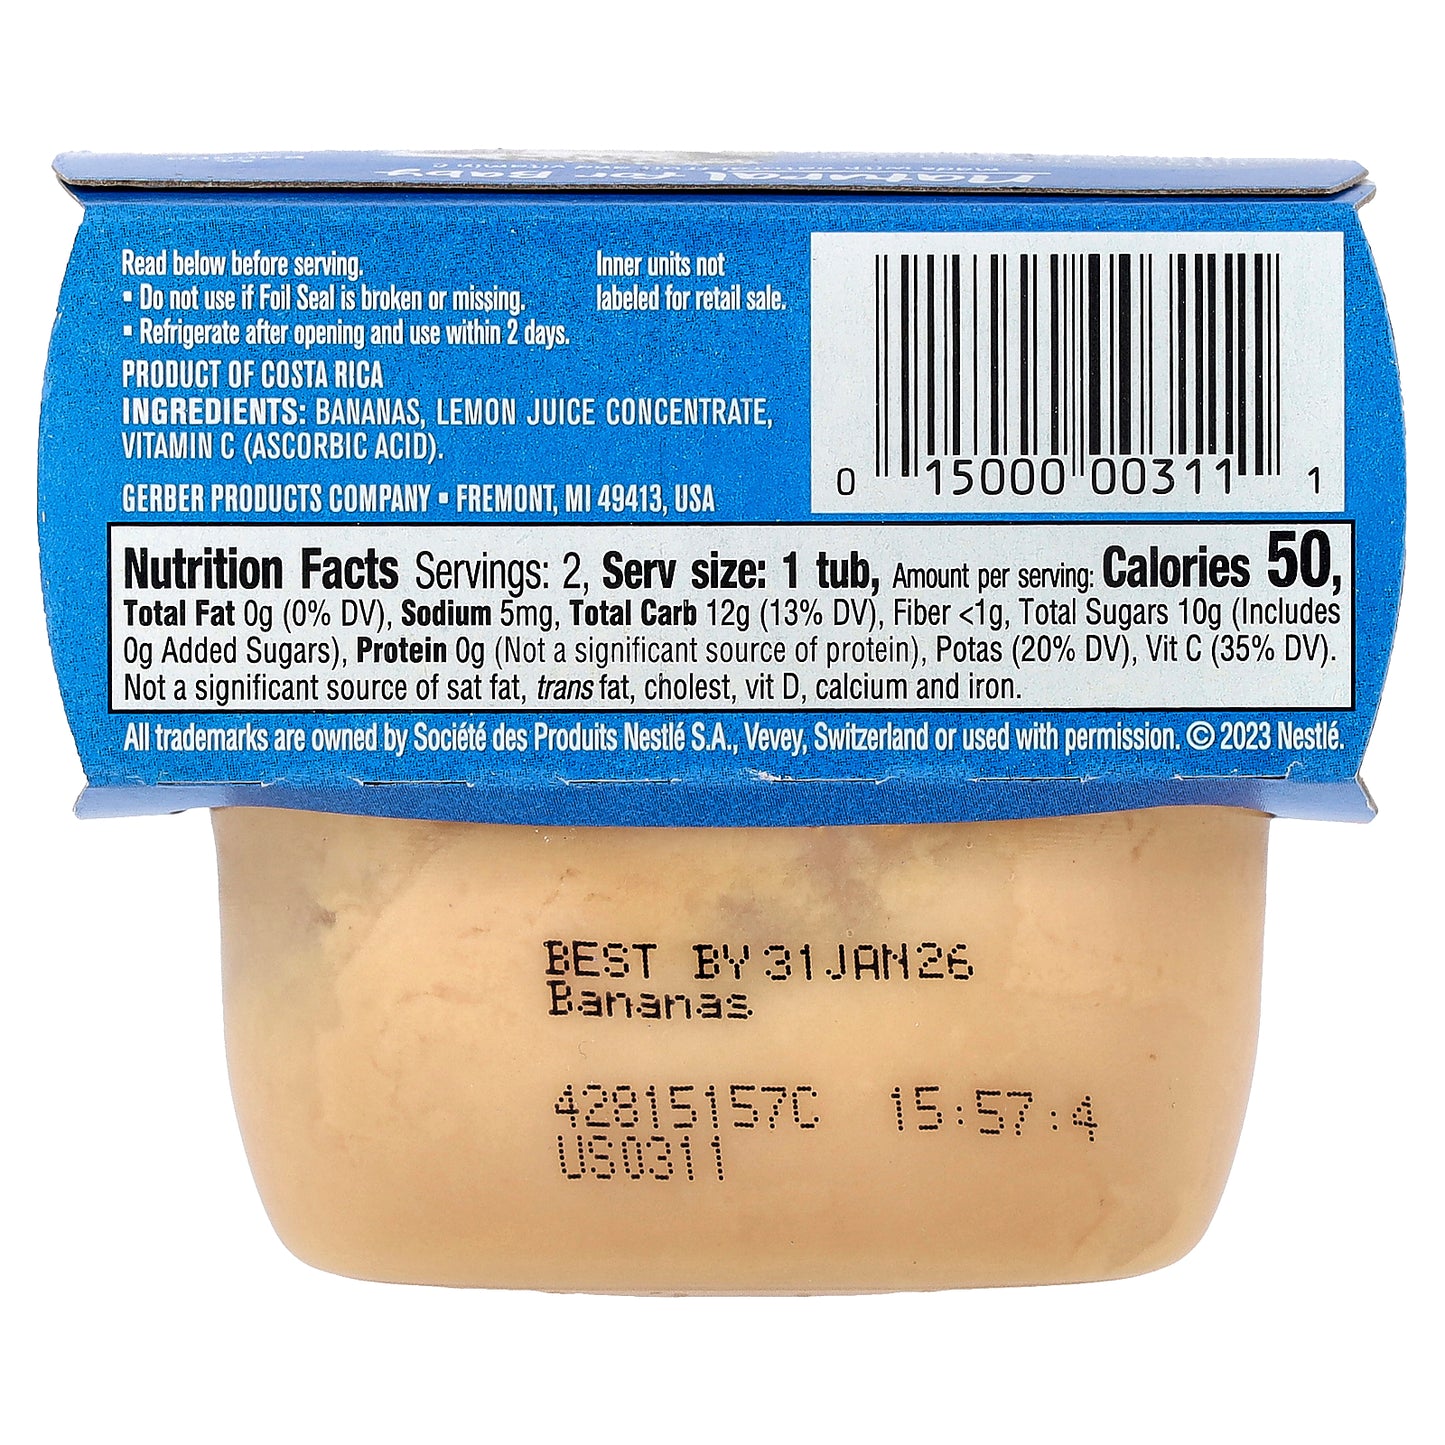 Natural for Baby
Read below before serving.
• Do not use if Foil Seal is broken or missing.
• Refrigerate after opening and use within 2 days.
Inner units not
labeled for retail sale.
PRODUCT OF COSTA RICA
INGREDIENTS: BANANAS, LEMON JUICE CONCENTRATE,
VITAMIN C (ASCORBIC ACID).
GERBER PRODUCTS COMPANY ▪ FREMONT, MI 49413, USA
0 15000 00311 1
Nutrition Facts Servings: 2, Serv size: 1 tub, Amount per serving: Calories 50,
Total Fat 0g (0% DV), Sodium 5mg, Total Carb 12g (13% DV), Fiber <1g, Total Sugars 10g (Includes
0g Added Sugars), Protein 0g (Not a significant source of protein), Potas (20% DV), Vit C (35% DV).
Not a significant source of sat fat, trans fat, cholest, vit D, calcium and iron.
All trademarks are owned by Société des Produits Nestlé S.A., Vevey, Switzerland or used with permission. © 2023 Nestlé.
BEST BY 31JAN26
Bananas
42815157C 15:57:4
US0311